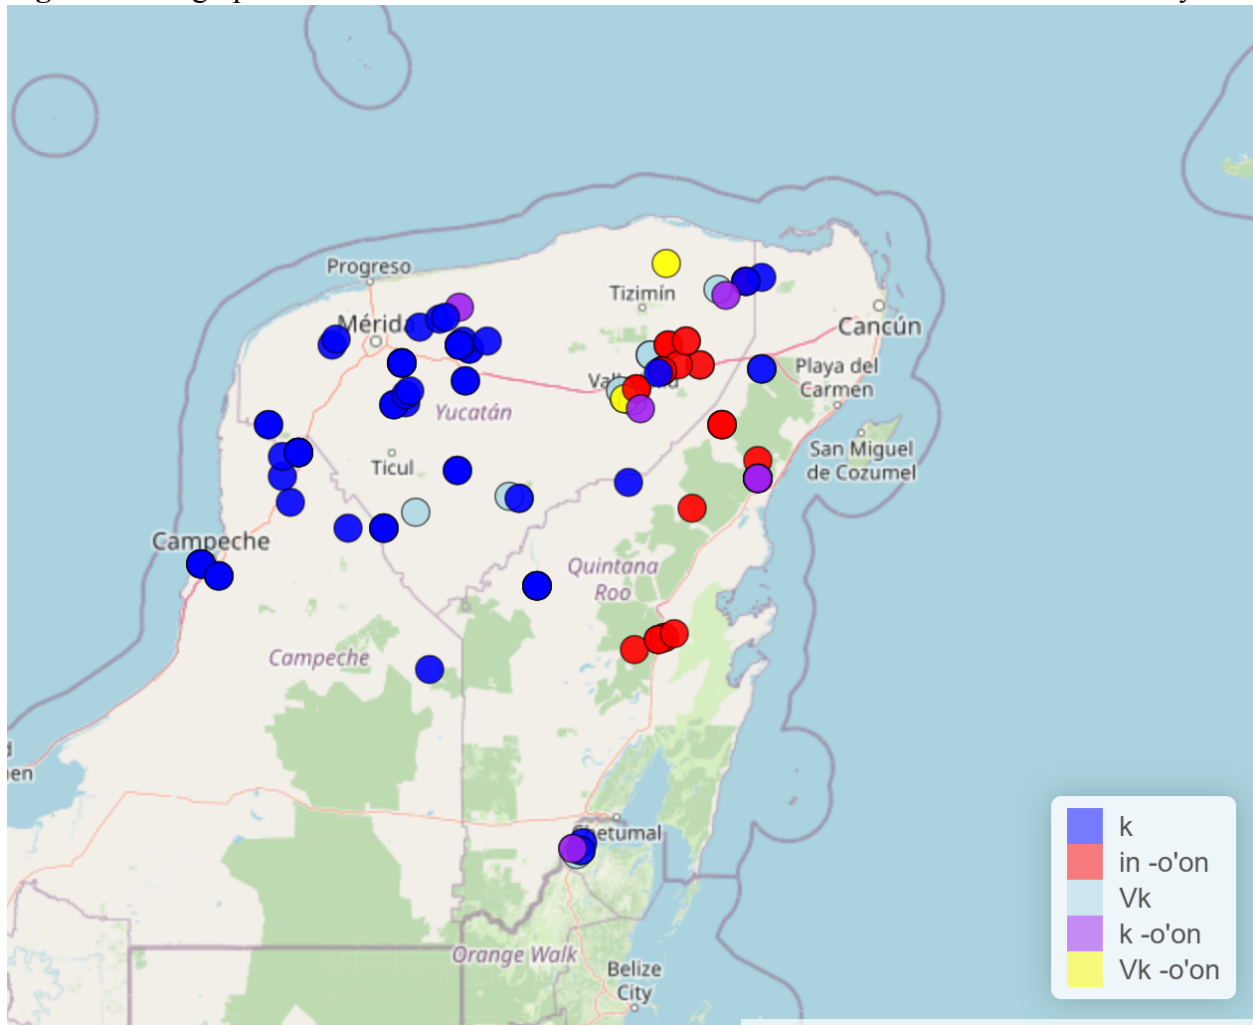 Progreso
Mérida
Tizimín
Cancún
Playa del
Carmen
Yucatán
San Miguel
de Cozumel
Ticul
Campeche
Quintana
Roo
Campeche
Chetumal
k
in -o'on
Vk
k -o'on
Vk -o'on
Orange Walk
Belize
City